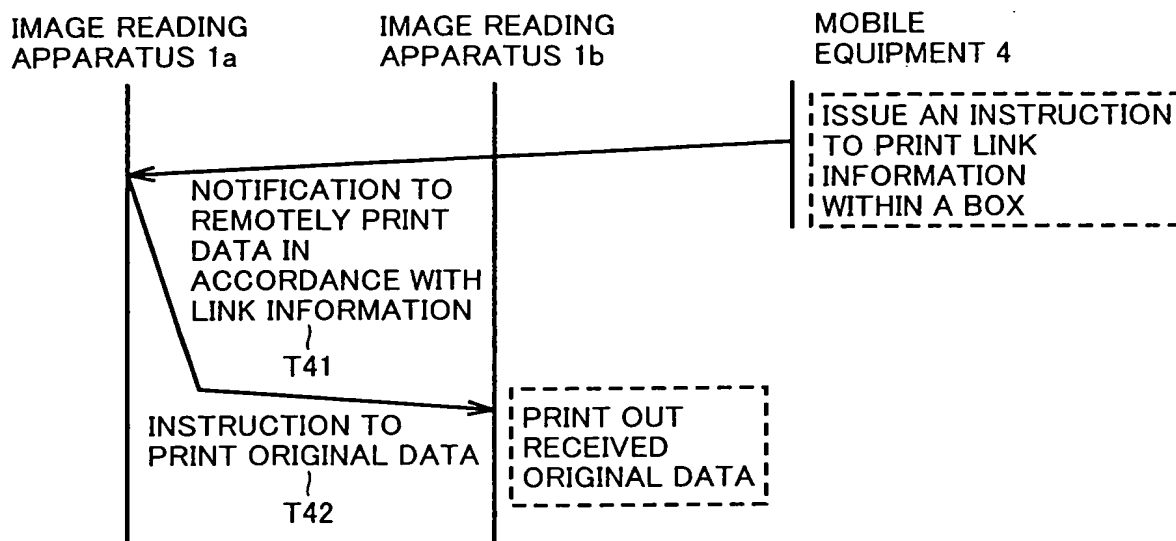 IMAGE READING
APPARATUS 1a
IMAGE READING
APPARATUS 1b
MOBILE
EQUIPMENT 4
ISSUE AN INSTRUCTION
TO PRINT LINK
INFORMATION
WITHIN A BOX
NOTIFICATION TO
REMOTELY PRINT
DATA IN
ACCORDANCE WITH
LINK INFORMATION
T41
INSTRUCTION TO
PRINT ORIGINAL DATA
T42
PRINT OUT
RECEIVED
ORIGINAL DATA